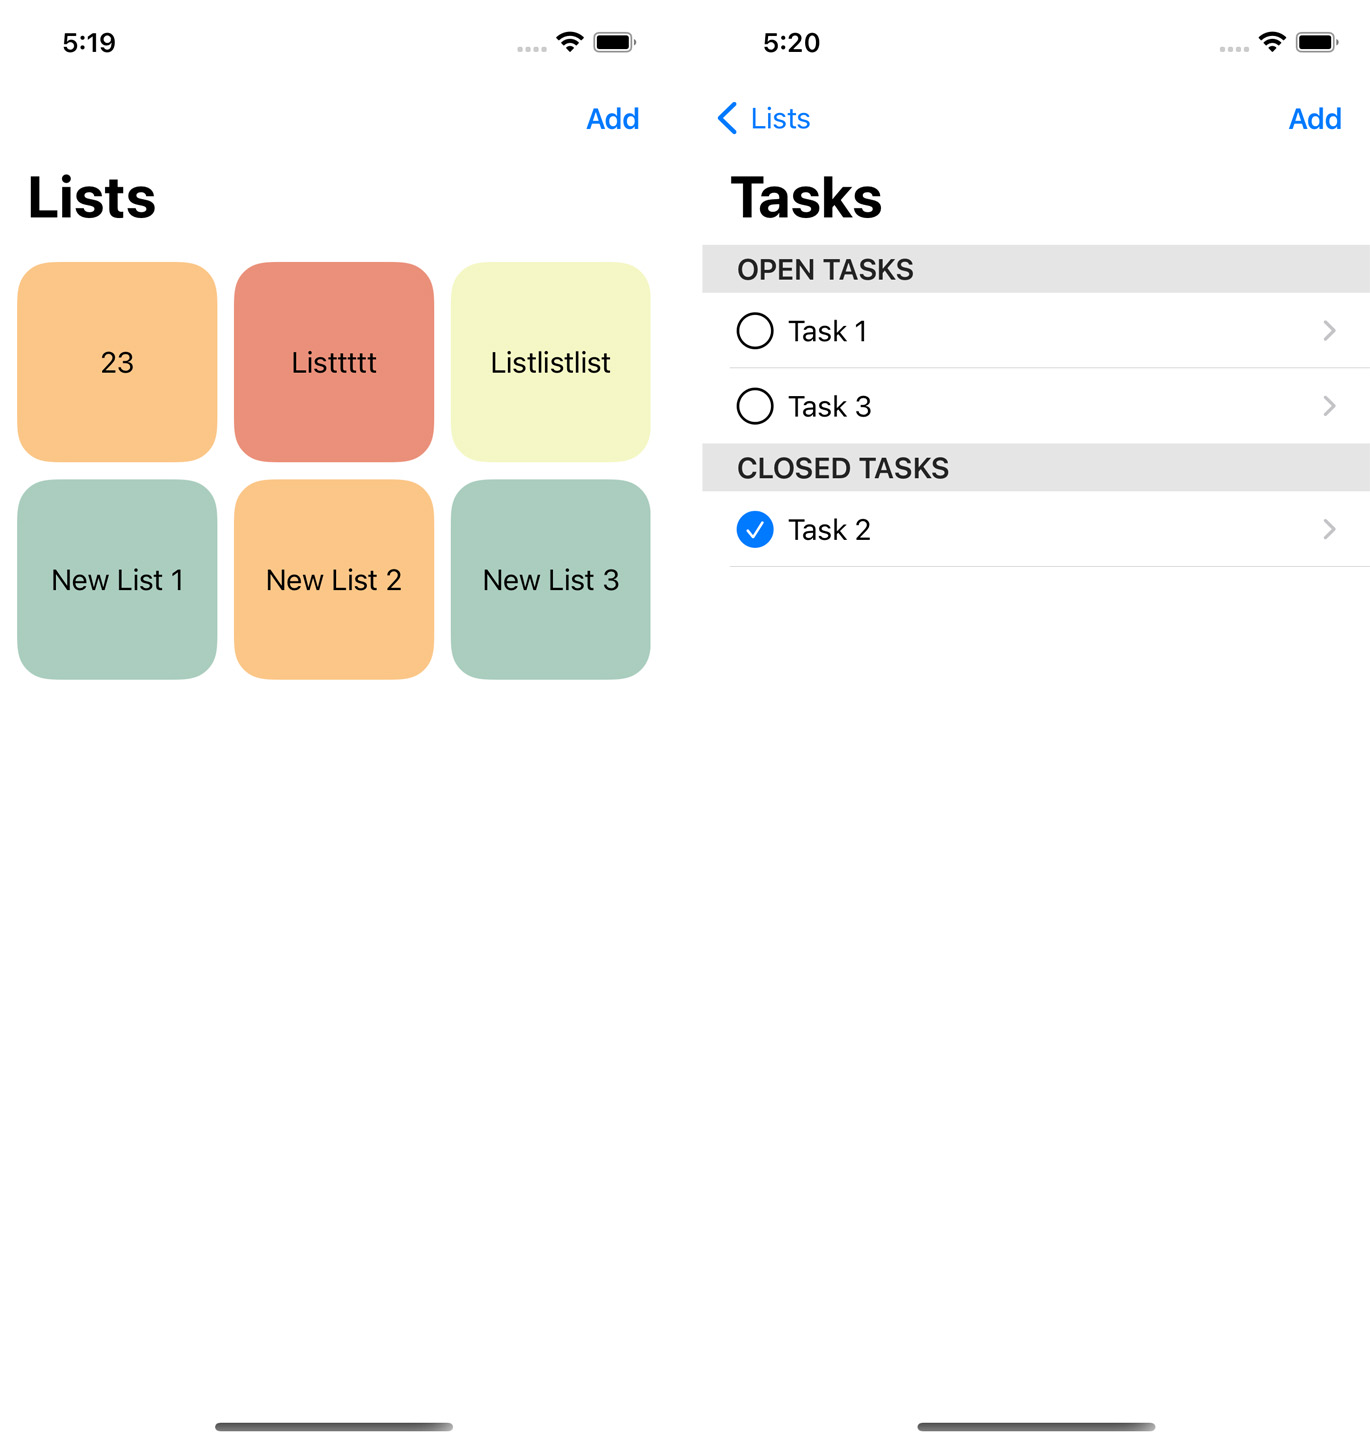 5:19
Add
Lists
23
Listtttt
Listlistlist
New List 1
New List 2
New List 3
5:20
Lists
Add
Tasks
OPEN TASKS
Task 1
Task 3
CLOSED TASKS
Task 2